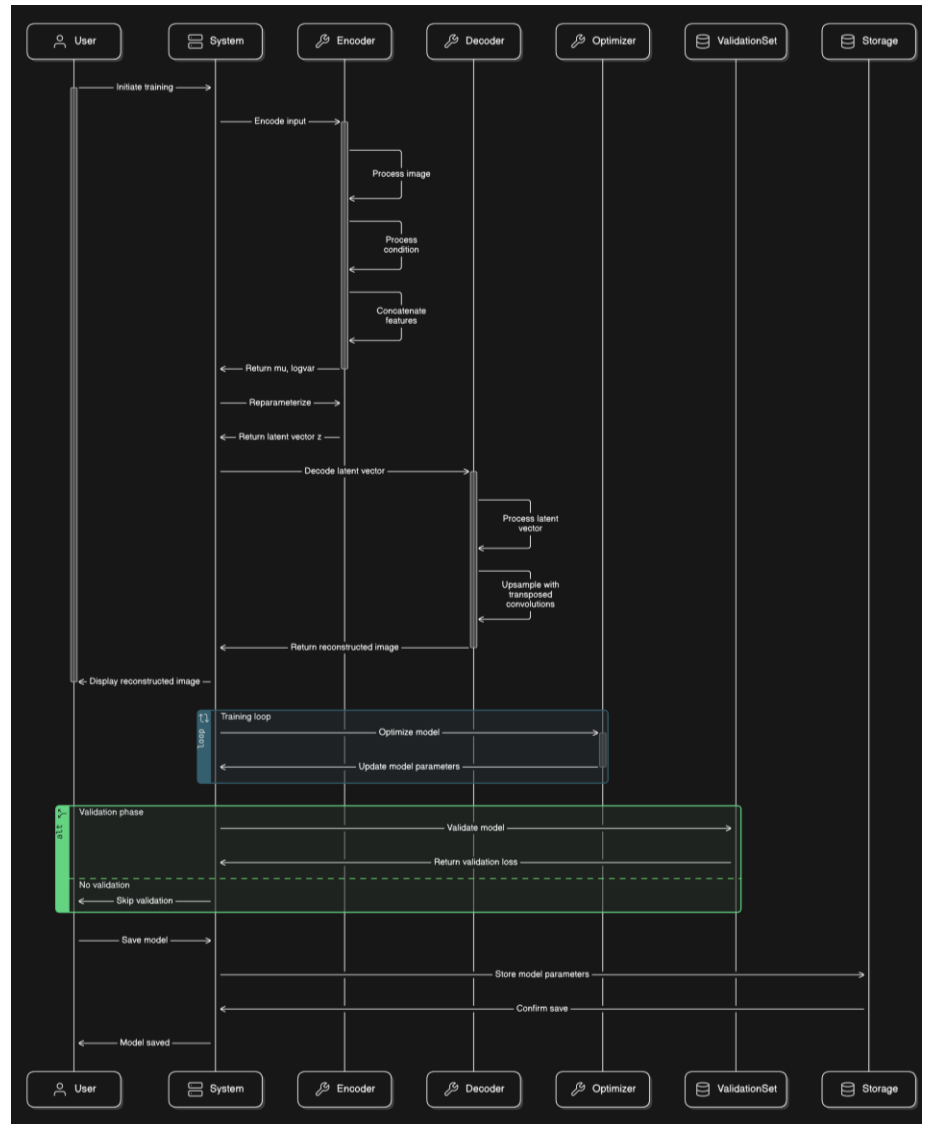 User
System
Encoder
Decoder
Optimizer
ValidationSet
Storage
Initiate training
Encode input
Process image
Process
condition
Concatenate
features
Return mu, logvar
Reparameterize
Return latent vector z
Decode latent vector
Process latent
vector
Upsample with
transposed
convolutions
Return reconstructed image
Display reconstructed image
loop
Training loop
Optimize model
Update model parameters
alt
Validation phase
Validate model
Return validation loss
No validation
Skip validation
Save model
Store model parameters
Confirm save
Model saved
User
System
Encoder
Decoder
Optimizer
ValidationSet
Storage